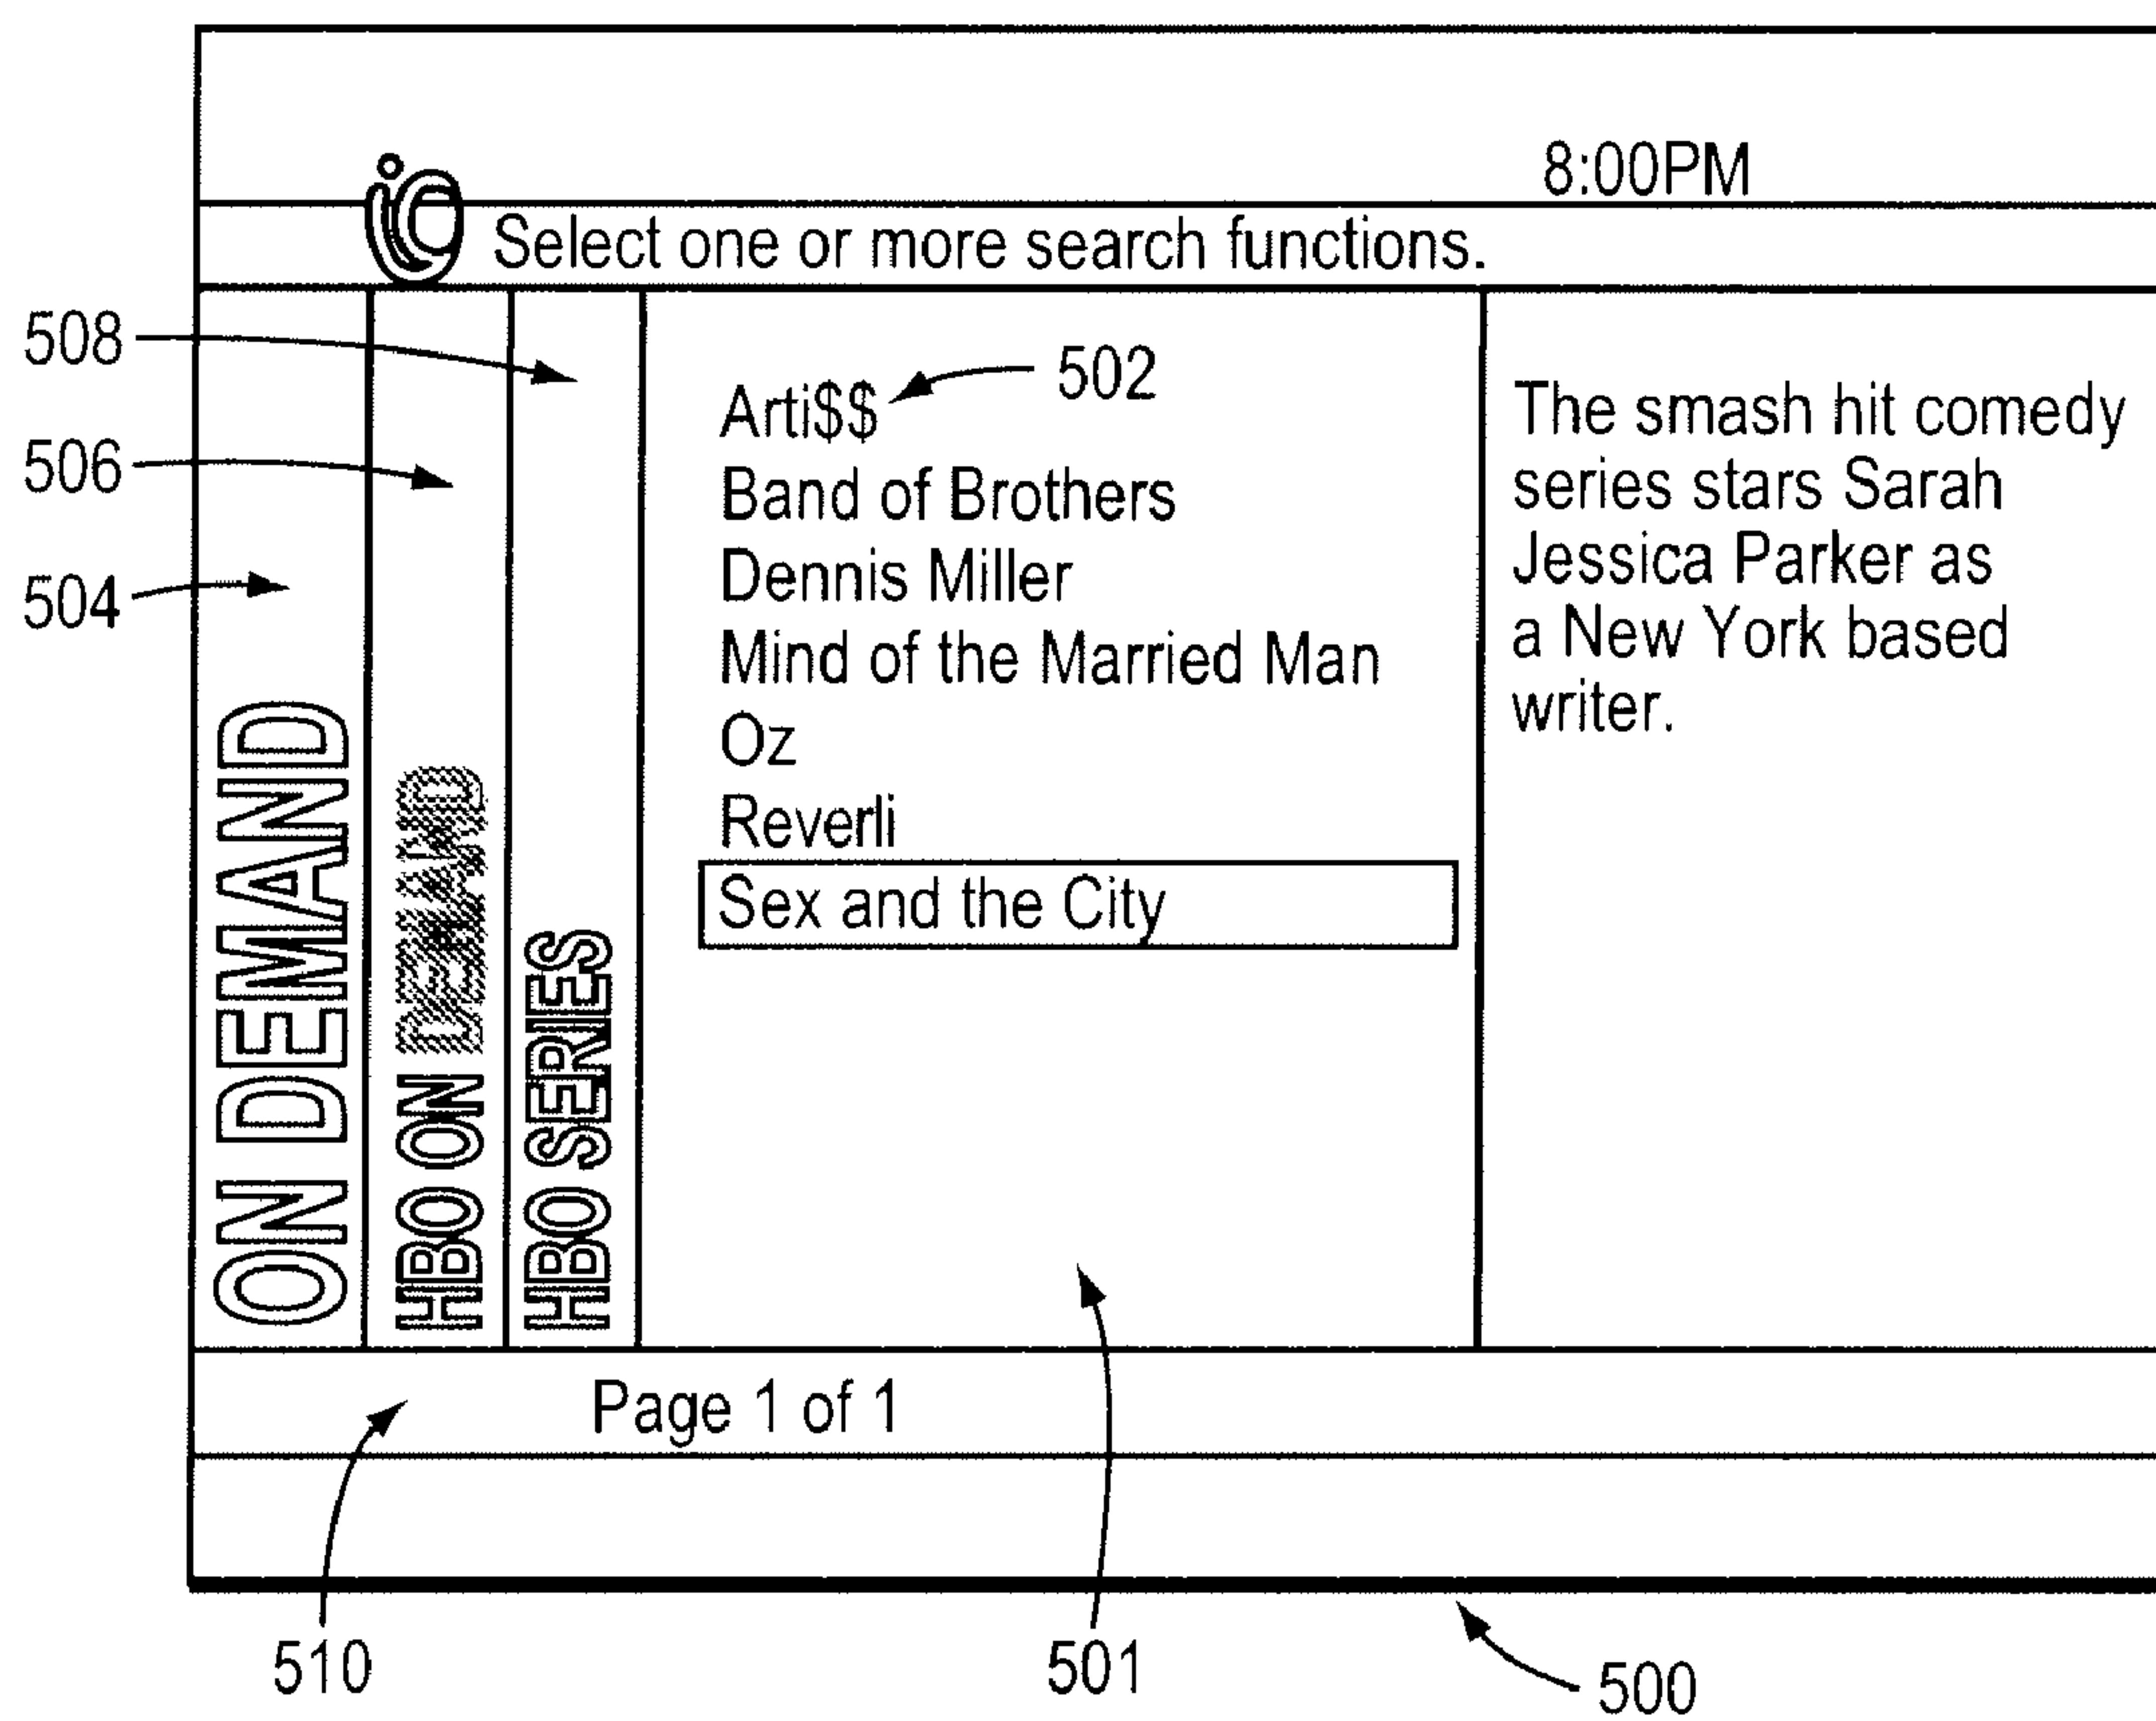 8:00PM
iO
Select one or more search functions.
508
506
504
ON DEMAND
HBO ON DEMAND
HBO SERIES
502
Arti$$
Band of Brothers
Dennis Miller
Mind of the Married Man
Oz
Reverli
Sex and the City
The smash hit comedy
series stars Sarah
Jessica Parker as
a New York based
writer.
Page 1 of 1
510
501
500